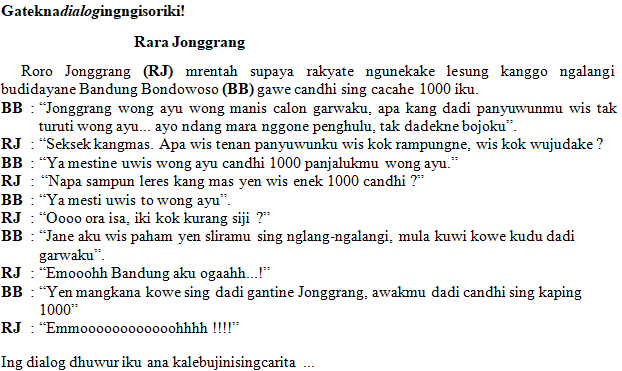 Gateknadialogingngisoriki!
Rara Jonggrang
Roro Jonggrang (RJ) mrentah supaya rakyate ngunekake lesung kanggo ngalangi
budidayane Bandung Bondowoso (BB) gawe candhi sing cacahe 1000 iku.
BB : “Jonggrang wong ayu wong manis calon garwaku, apa kang dadi panyuwunmu wis tak
turuti wong ayu... ayo ndang mara nggone penghulu, tak dadekne bojoku”.
RJ : “Seksek kangmas. Apa wis tenan panyuwunku wis kok rampungne, wis kok wujudake ?
BB : “Ya mestine uwis wong ayu candhi 1000 panjalukmu wong ayu.”
RJ : “Napa sampun leres kang mas yen wis enek 1000 candhi ?”
BB : “Ya mesti uwis to wong ayu”.
RJ : “Oooo ora isa, iki kok kurang siji ?”
BB : “Jane aku wis paham yen sliramu sing nglang-ngalangi, mula kuwi kowe kudu dadi
garwaku”.
RJ : “Emooohh Bandung aku ogaahh...!”
BB : “Yen mangkana kowe sing dadi gantine Jonggrang, awakmu dadi candhi sing kaping
1000”
RJ : “Emmoooooooooooohhhh !!!!”
Ing dialog dhuwur iku ana kalebujinisingcarita ...